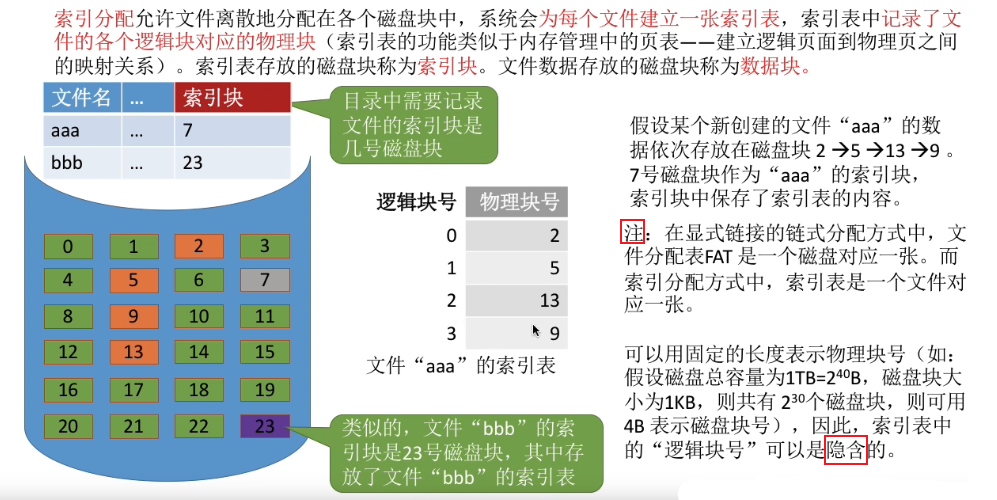 索引分配允许文件离散地分配在各个磁盘块中，系统会为每个文件建立一张索引表，索引表中记录了文
件的各个逻辑块对应的物理块（索引表的功能类似于内存管理中的页表——建立逻辑页面到物理页之间
的映射关系）。索引表存放的磁盘块称为索引块。文件数据存放的磁盘块称为数据块。
文件名 ... 索引块
aaa ... 7
bbb ... 23
目录中需要记录
文件的索引块是
几号磁盘块
0 1 2 3
4 5 6 7
8 9 10 11
12 13 14 15
16 17 18 19
20 21 22 23
逻辑块号 物理块号
0 2
1 5
2 13
3 9
文件“aaa”的索引表
类似的，文件“bbb”的索
引块是23号磁盘块，其中存
放了文件“bbb”的索引表
假设某个新创建的文件“aaa”的数
据依次存放在磁盘块 2 →5 →13 →9 。
7号磁盘块作为“aaa”的索引块，
索引块中保存了索引表的内容。
注：在显式链接的链式分配方式中，文
件分配表FAT 是一个磁盘对应一张。而
索引分配方式中，索引表是一个文件对
应一张。
可以用固定的长度表示物理块号（如：
假设磁盘总容量为1TB=2⁴⁰B，磁盘块大
小为1KB，则共有 2³⁰个磁盘块，则可用
4B 表示磁盘块号），因此，索引表中
的“逻辑块号”可以是隐含的。